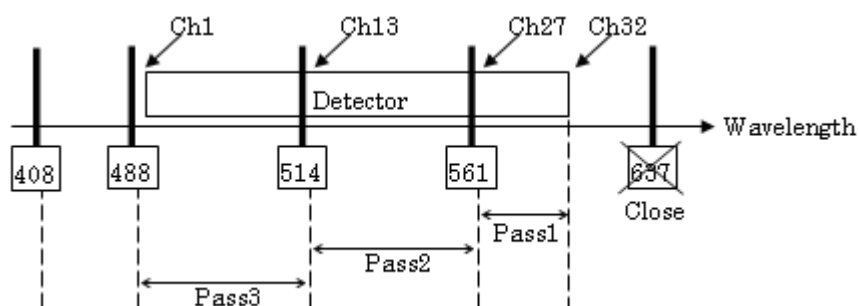 Ch1
Ch13
Ch27
Ch32
Detector
Wavelength
408
488
514
561
637
Close
Pass1
Pass2
Pass3